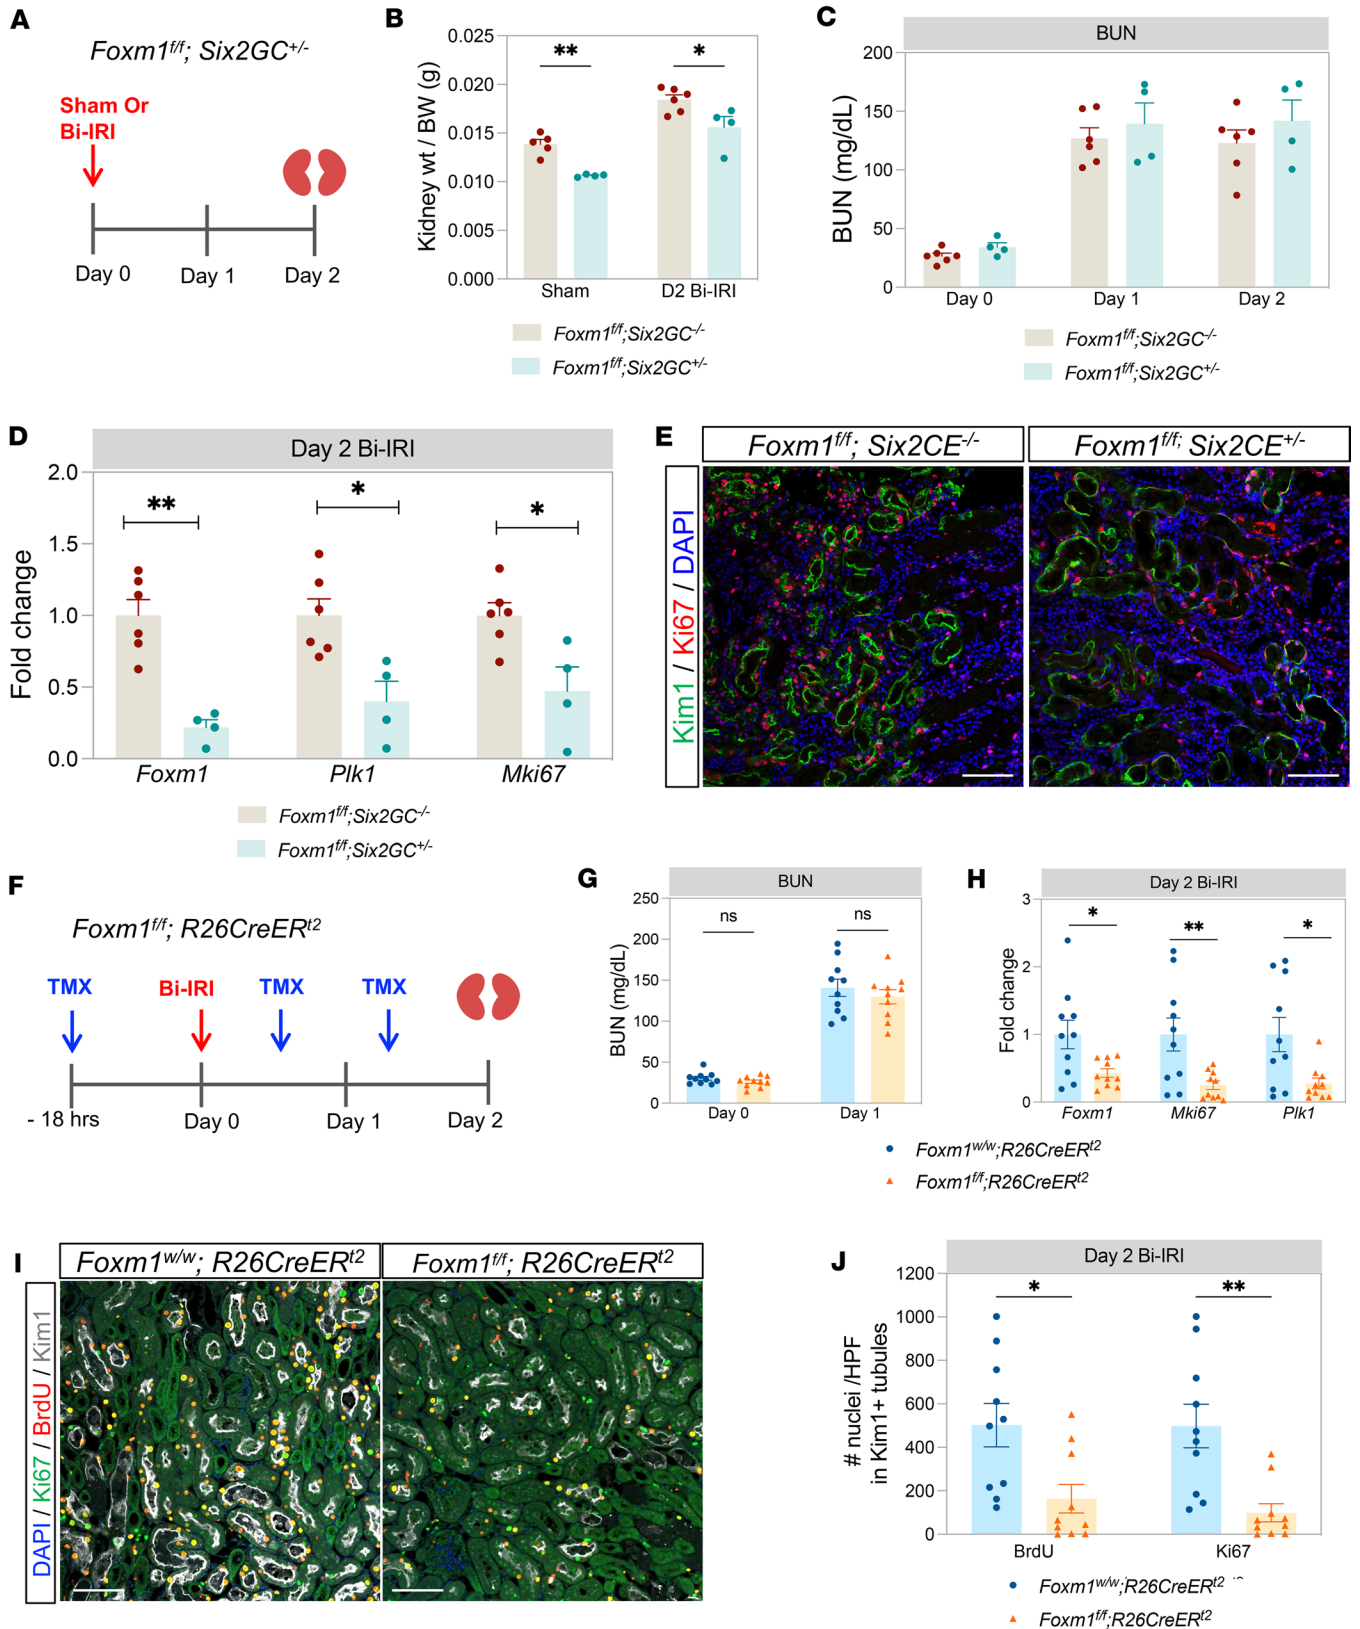 A
Foxm1f/f; Six2GC+/-
Sham Or
Bi-IRI
Day 0
Day 1
Day 2
B
Kidney wt / BW (g)
0.025
0.020
0.015
0.010
0.005
0.000
**
*
Sham
D2 Bi-IRI
Foxm1f/f;Six2GC-/-
Foxm1f/f;Six2GC+/-
C
BUN
BUN (mg/dL)
200
150
100
50
0
Day 0
Day 1
Day 2
Foxm1f/f;Six2GC-/-
Foxm1f/f;Six2GC+/-
D
Day 2 Bi-IRI
Fold change
2.0
1.5
1.0
0.5
0.0
**
*
*
Foxm1
Plk1
Mki67
Foxm1f/f;Six2GC-/-
Foxm1f/f;Six2GC+/-
E
Foxm1f/f; Six2CE-/-
Foxm1f/f; Six2CE+/-
Kim1 / Ki67 / DAPI
F
Foxm1f/f; R26CreERt2
TMX
Bi-IRI
TMX
TMX
- 18 hrs
Day 0
Day 1
Day 2
G
BUN
BUN (mg/dL)
250
200
150
100
50
0
ns
ns
Day 0
Day 1
H
Day 2 Bi-IRI
Fold change
3
2
1
0
*
**
*
Foxm1
Mki67
Plk1
Foxm1w/w;R26CreERt2
Foxm1f/f;R26CreERt2
I
Foxm1w/w; R26CreERt2
Foxm1f/f; R26CreERt2
DAPI / Ki67 / BrdU / Kim1
J
Day 2 Bi-IRI
# nuclei /HPF
in Kim1+ tubules
1200
1000
800
600
400
200
0
*
**
BrdU
Ki67
Foxm1w/w;R26CreERt2
Foxm1f/f;R26CreERt2